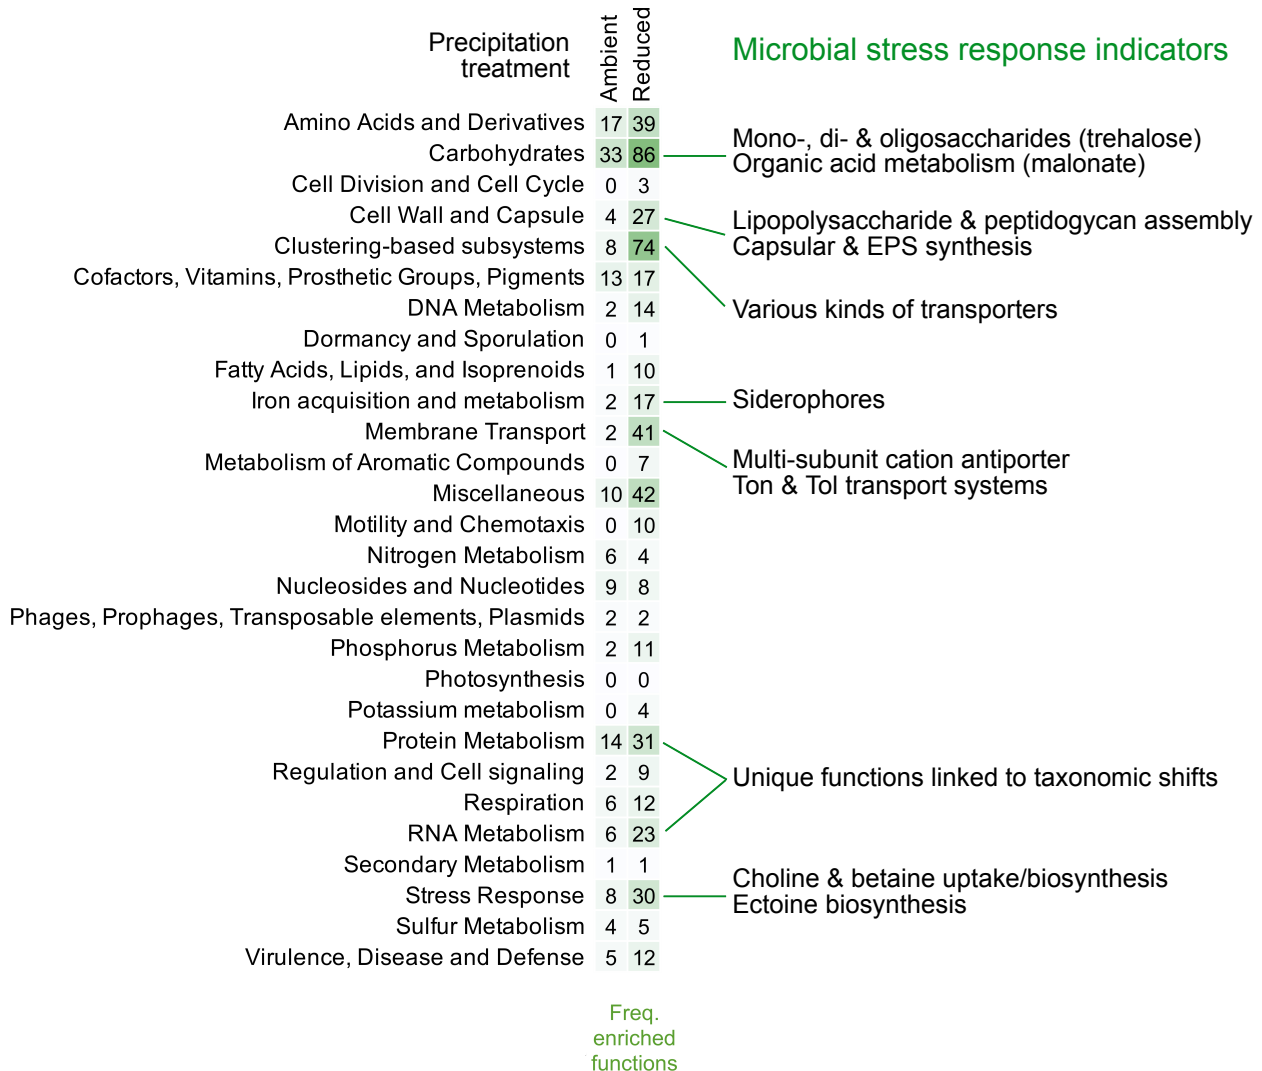 Precipitation
treatment
Ambient
Reduced
Microbial stress response indicators
Amino Acids and Derivatives 17 39
Carbohydrates 33 86
Mono-, di- & oligosaccharides (trehalose)
Organic acid metabolism (malonate)
Cell Division and Cell Cycle 0 3
Cell Wall and Capsule 4 27
Lipopolysaccharide & peptidogycan assembly
Capsular & EPS synthesis
Clustering-based subsystems 8 74
Cofactors, Vitamins, Prosthetic Groups, Pigments 13 17
DNA Metabolism 2 14
Various kinds of transporters
Dormancy and Sporulation 0 1
Fatty Acids, Lipids, and Isoprenoids 1 10
Iron acquisition and metabolism 2 17
Siderophores
Membrane Transport 2 41
Multi-subunit cation antiporter
Ton & Tol transport systems
Metabolism of Aromatic Compounds 0 7
Miscellaneous 10 42
Motility and Chemotaxis 0 10
Nitrogen Metabolism 6 4
Nucleosides and Nucleotides 9 8
Phages, Prophages, Transposable elements, Plasmids 2 2
Phosphorus Metabolism 2 11
Photosynthesis 0 0
Potassium metabolism 0 4
Protein Metabolism 14 31
Regulation and Cell signaling 2 9
Unique functions linked to taxonomic shifts
Respiration 6 12
RNA Metabolism 6 23
Secondary Metabolism 1 1
Stress Response 8 30
Choline & betaine uptake/biosynthesis
Ectoine biosynthesis
Sulfur Metabolism 4 5
Virulence, Disease and Defense 5 12
Freq.
enriched
functions